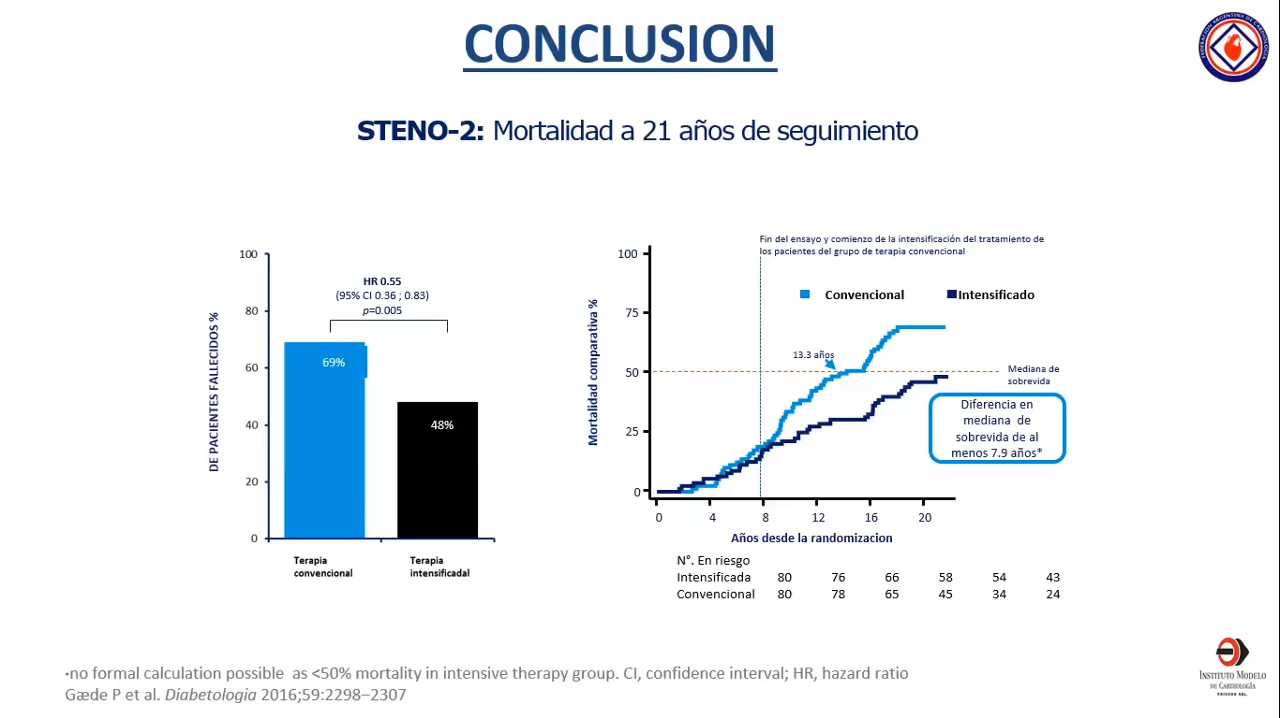 CONCLUSION
FEDERACION ARGENTINA DE CARDIOLOGIA
STENO-2: Mortalidad a 21 años de seguimiento
DE PACIENTES FALLECIDOS %
100
80
60
40
20
0
HR 0.55
(95% CI 0.36 ; 0.83)
p=0.005
69%
48%
Terapia
convencional
Terapia
intensificadal
Mortalidad comparativa %
Fin del ensayo y comienzo de la intensificación del tratamiento de
los pacientes del grupo de terapia convencional
100
75
50
25
0
Convencional
Intensificado
13.3 años
Mediana de
sobrevida
Diferencia en
mediana de
sobrevida de al
menos 7.9 años*
0 4 8 12 16 20
Años desde la randomizacion
N°. En riesgo
Intensificada 80 76 66 58 54 43
Convencional 80 78 65 45 34 24
*no formal calculation possible as <50% mortality in intensive therapy group. CI, confidence interval; HR, hazard ratio
Gæde P et al. Diabetologia 2016;59:2298–2307
INSTITUTO MODELO
DE CARDIOLOGÍA
PRIVADO S.R.L.